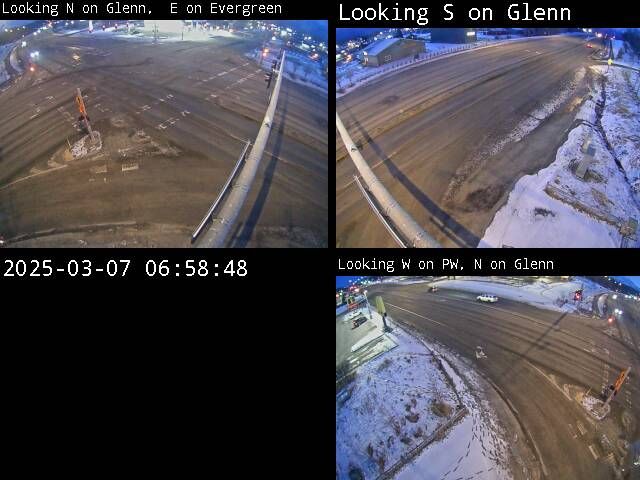 Looking N on Glenn, E on Evergreen
Looking S on Glenn
2025-03-07 06:58:48
Looking W on PW, N on Glenn